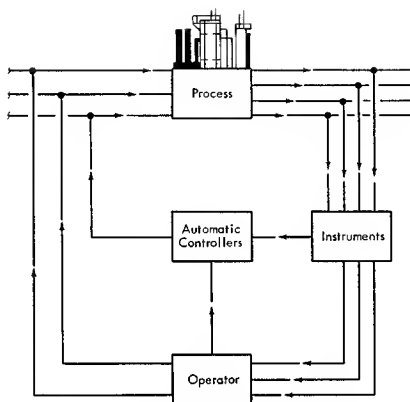 Process
Automatic
Controllers
Instruments
Operator